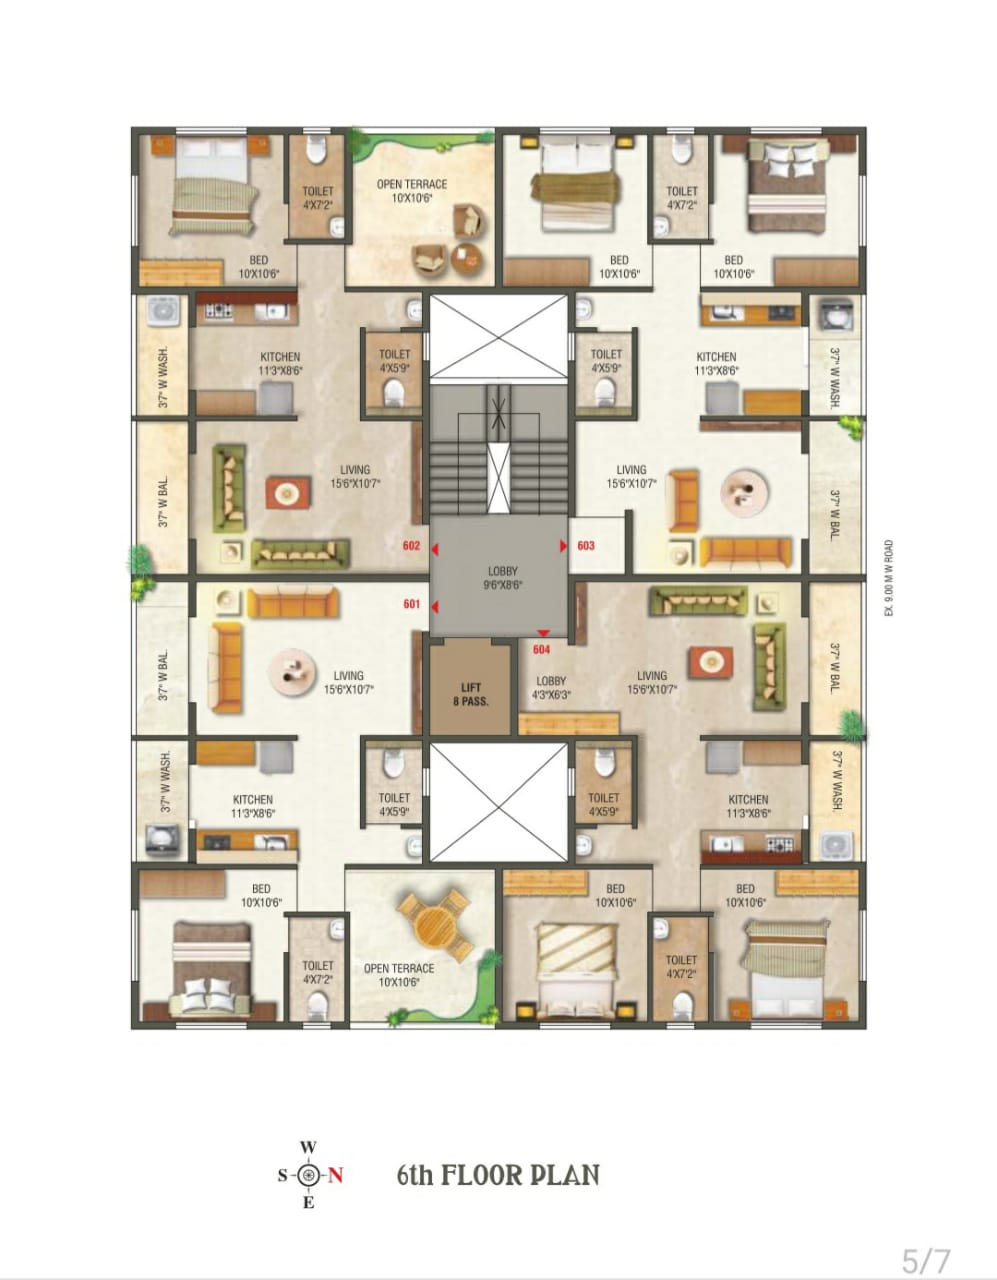 TOILET
4'X7'2"
OPEN TERRACE
10'X10'6"
TOILET
4'X7'2"
BED
10'X10'6"
BED
10'X10'6"
BED
10'X10'6"
3'7" W WASH.
KITCHEN
11'3"X8'6"
TOILET
4'X5'9"
TOILET
4'X5'9"
KITCHEN
11'3"X8'6"
3'7" W WASH.
3'7" W BAL.
LIVING
15'6"X10'7"
LIVING
15'6"X10'7"
3'7" W BAL.
602
603
LOBBY
9'6"X8'6"
EX. 9.00 M W ROAD
601
604
3'7" W BAL.
LIVING
15'6"X10'7"
LIFT
8 PASS.
LOBBY
4'3"X6'3"
LIVING
15'6"X10'7"
3'7" W BAL.
3'7" W WASH.
KITCHEN
11'3"X8'6"
TOILET
4'X5'9"
TOILET
4'X5'9"
KITCHEN
11'3"X8'6"
3'7" W WASH.
BED
10'X10'6"
BED
10'X10'6"
BED
10'X10'6"
TOILET
4'X7'2"
OPEN TERRACE
10'X10'6"
TOILET
4'X7'2"
W
S N
E
6th FLOOR PLAN
5/7